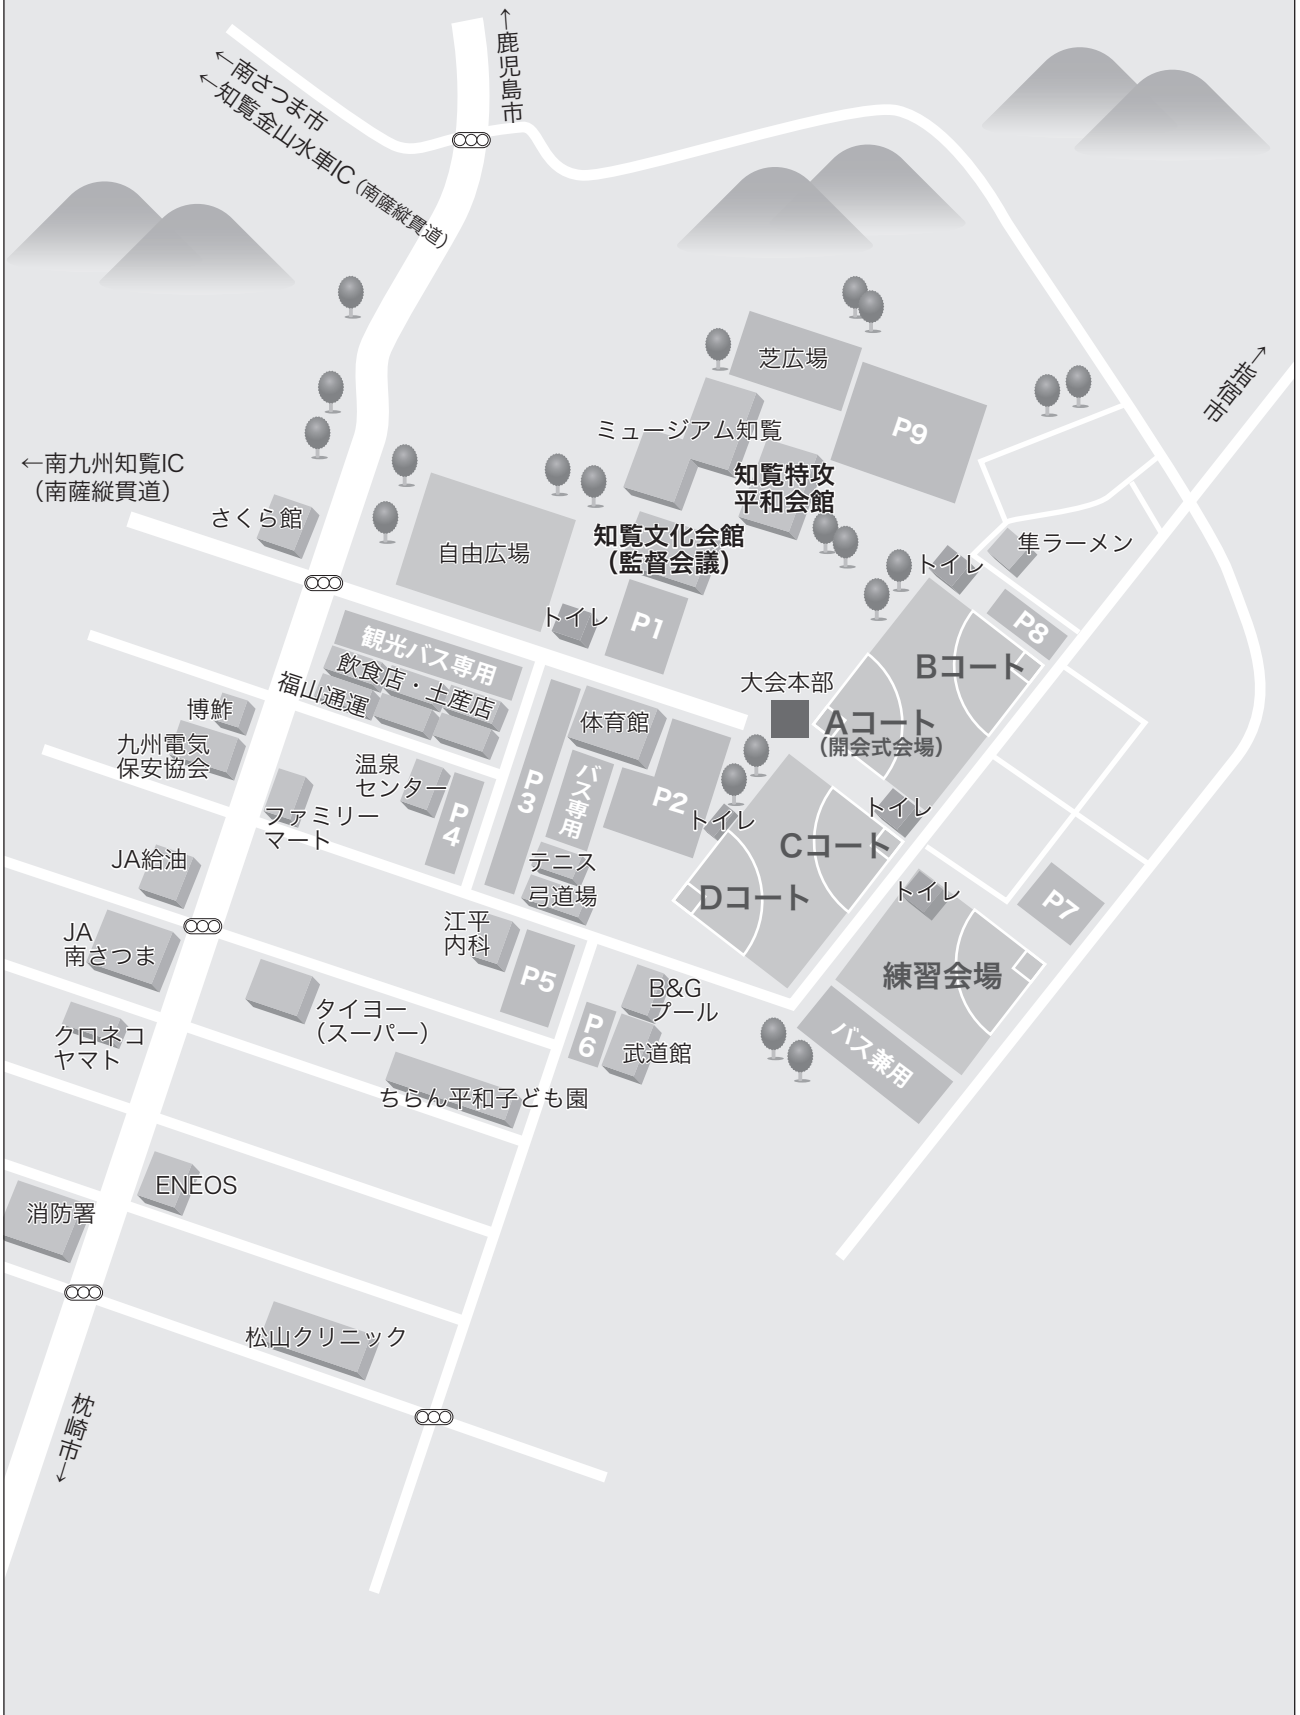 ↑鹿児島市
←南さつま市
←知覧金山水車IC(南薩縦貫道)
芝広場
P9
→指宿市
ミュージアム知覧
知覧特攻
平和会館
←南九州知覧IC
(南薩縦貫道)
さくら館
自由広場
知覧文化会館
(監督会議)
隼ラーメン
トイレ
トイレ
P1
P8
観光バス専用
飲食店・土産店
福山通運
Bコート
大会本部
Aコート
(開会式会場)
博鮓
九州電気
保安協会
体育館
温泉
センター
P3
バス専用
P2
P4
トイレ
トイレ
ファミリー
マート
Cコート
JA給油
テニス
弓道場
Dコート
トイレ
P7
江平
内科
JA
南さつま
P5
練習会場
B&G
プール
タイヨー
(スーパー)
クロネコ
ヤマト
P6
武道館
バス兼用
ちらん平和子ども園
ENEOS
消防署
松山クリニック
枕崎市↓